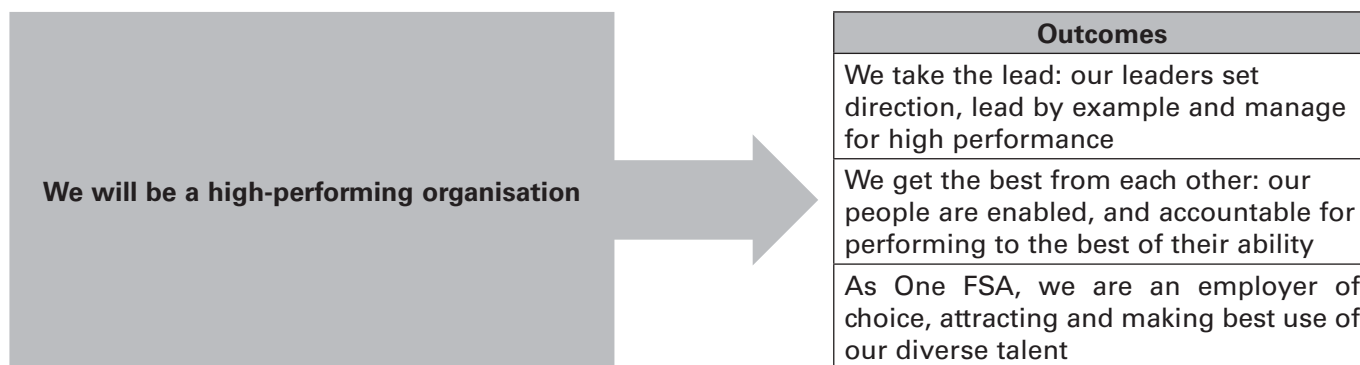 We will be a high-performing organisation
Outcomes
We take the lead: our leaders set
direction, lead by example and manage
for high performance
We get the best from each other: our
people are enabled, and accountable for
performing to the best of their ability
As One FSA, we are an employer of
choice, attracting and making best use of
our diverse talent